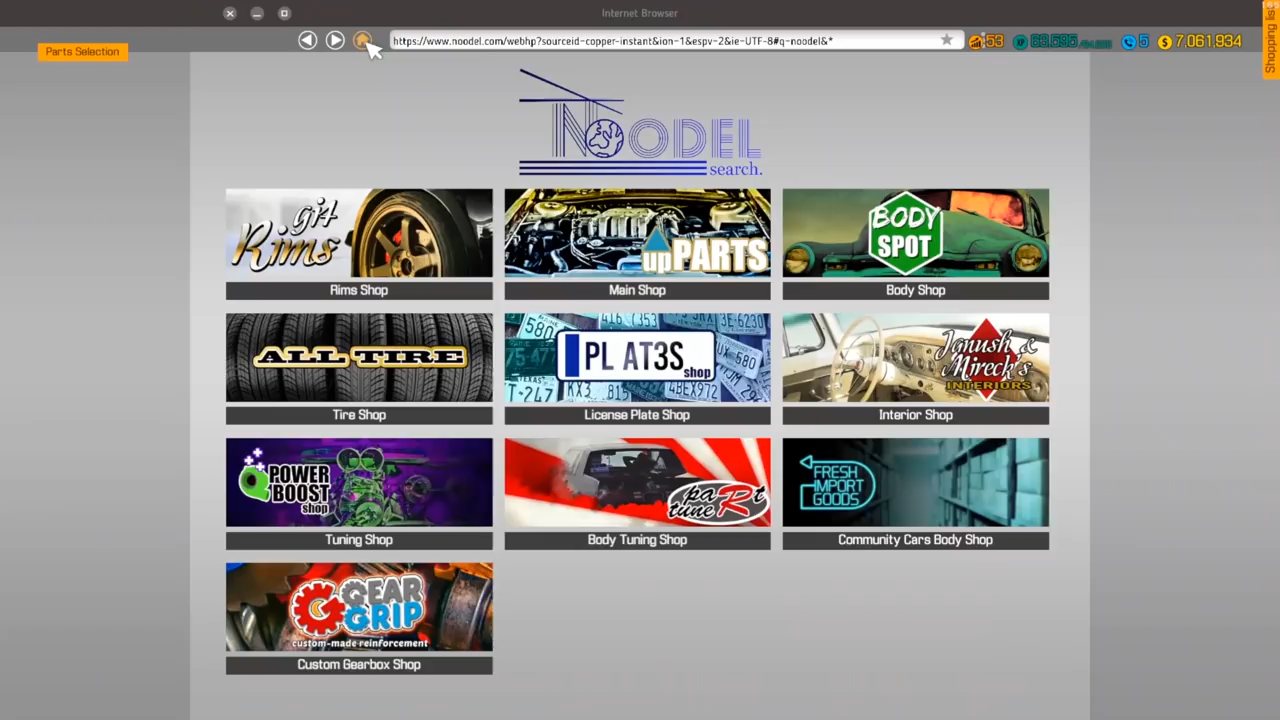 Internet Browser
Parts Selection
https://www.noodel.com/webhp?sourceid-copper-instant&ion-1&espv-2&ie-UTF-8#q-noodel&*
53
5
7,061,934
Shopping list
NOODEL
search.
gj4
Rims
Rims Shop
upPARTS
Main Shop
BODY
SPOT
Body Shop
ALL TIRE
Tire Shop
580
PL AT3S
shop
License Plate Shop
Janush &
Mireck's
INTERIORS
Interior Shop
POWER
BOOST
shop
Tuning Shop
paRt
tune
Body Tuning Shop
FRESH
IMPORT
GOODS
Community Cars Body Shop
GEAR
GRIP
custom-made reinforcement
Custom Gearbox Shop